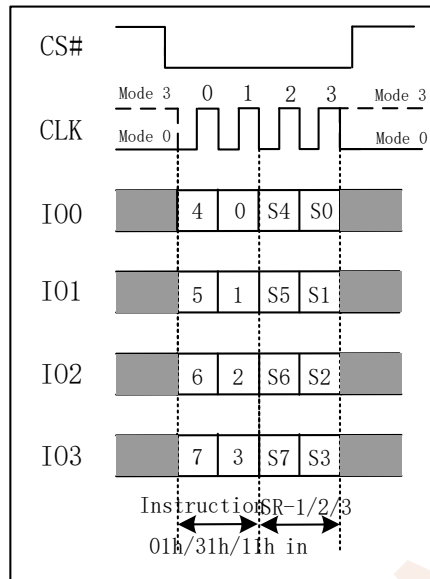 CS#
Mode 3 0 1 2 3 Mode 3
CLK
Mode 0 Mode 0
IO0 4 0 S4 S0
IO1 5 1 S5 S1
IO2 6 2 S6 S2
IO3 7 3 S7 S3
Instruction SR-1/2/3
01h/31h/11h in